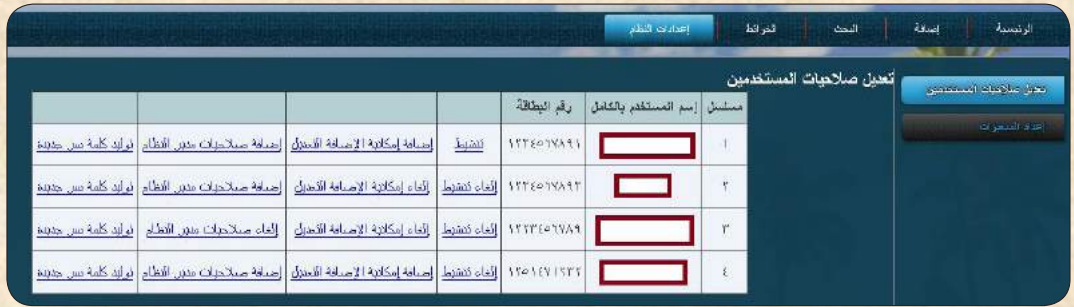 الرئيسية إضافة البحث الخرائط إعدادات النظام
تعديل صلاحيات المستخدمين
إعداد الشفرات
تعديل صلاحيات المستخدمين
مسلسل إسم المستخدم بالكامل رقم البطاقة
١ تنشيط إضافة إمكانية الإضافة التعديل إضافة صلاحيات مدير النظام توليد كلمة سر جديدة
٢ إلغاء تنشيط إلغاء إمكانية الإضافة التعديل إضافة صلاحيات مدير النظام توليد كلمة سر جديدة
٣ إلغاء تنشيط إلغاء إمكانية الإضافة التعديل إلغاء صلاحيات مدير النظام توليد كلمة سر جديدة
٤ إلغاء تنشيط إضافة إمكانية الإضافة التعديل إضافة صلاحيات مدير النظام توليد كلمة سر جديدة